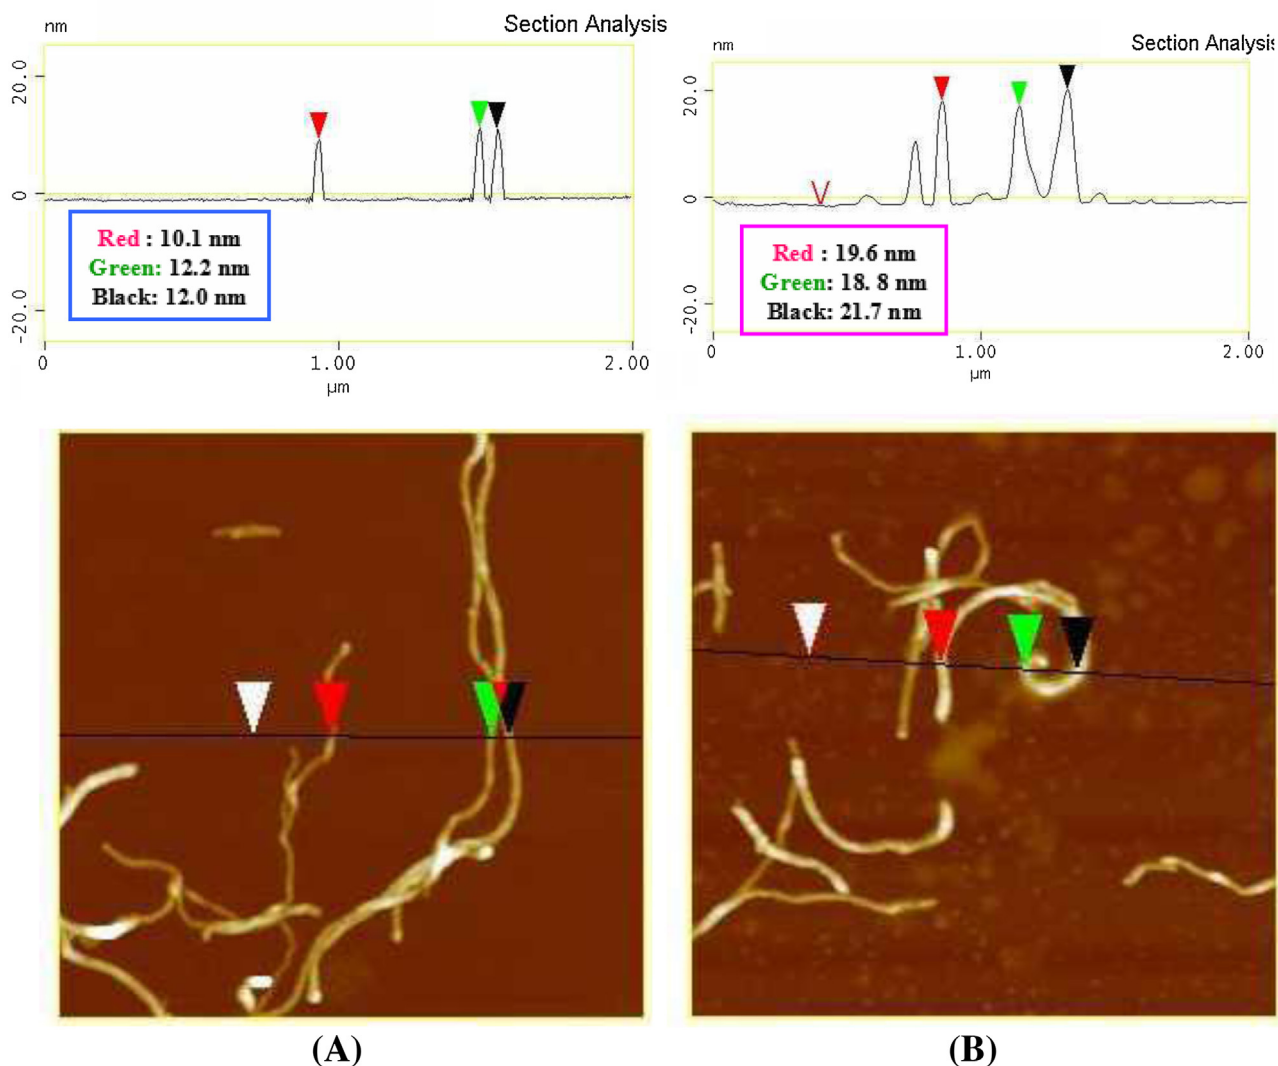 nm
Section Analysis
20.0
0
-20.0
Red : 10.1 nm
Green: 12.2 nm
Black: 12.0 nm
0
1.00
2.00
µm
nm
Section Analysis
20.0
0
-20.0
Red : 19.6 nm
Green: 18. 8 nm
Black: 21.7 nm
0
1.00
2.00
µm
(A)
(B)